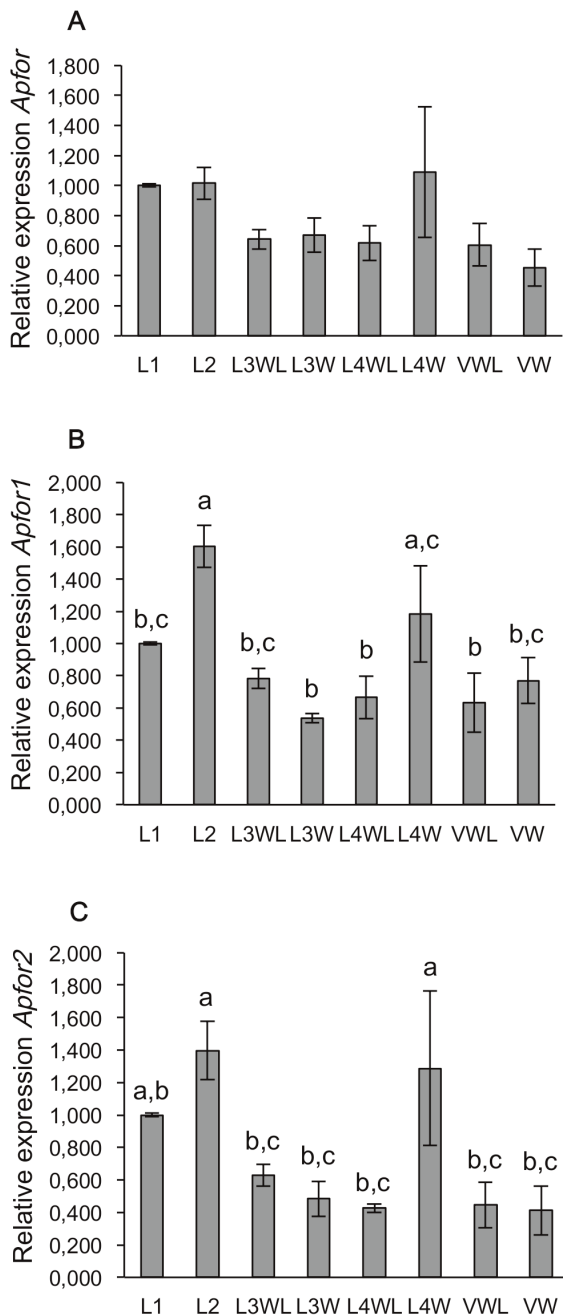 A
Relative expression Apfor
1,800
1,600
1,400
1,200
1,000
0,800
0,600
0,400
0,200
0,000
L1 L2 L3WL L3W L4WL L4W VWL VW
B
Relative expression Apfor1
2,000
1,800
1,600
1,400
1,200
1,000
0,800
0,600
0,400
0,200
0,000
b,c a b,c b b a,c b b,c
L1 L2 L3WL L3W L4WL L4W VWL VW
C
Relative expression Apfor2
2,000
1,800
1,600
1,400
1,200
1,000
0,800
0,600
0,400
0,200
0,000
a,b a b,c b,c b,c a b,c b,c
L1 L2 L3WL L3W L4WL L4W VWL VW